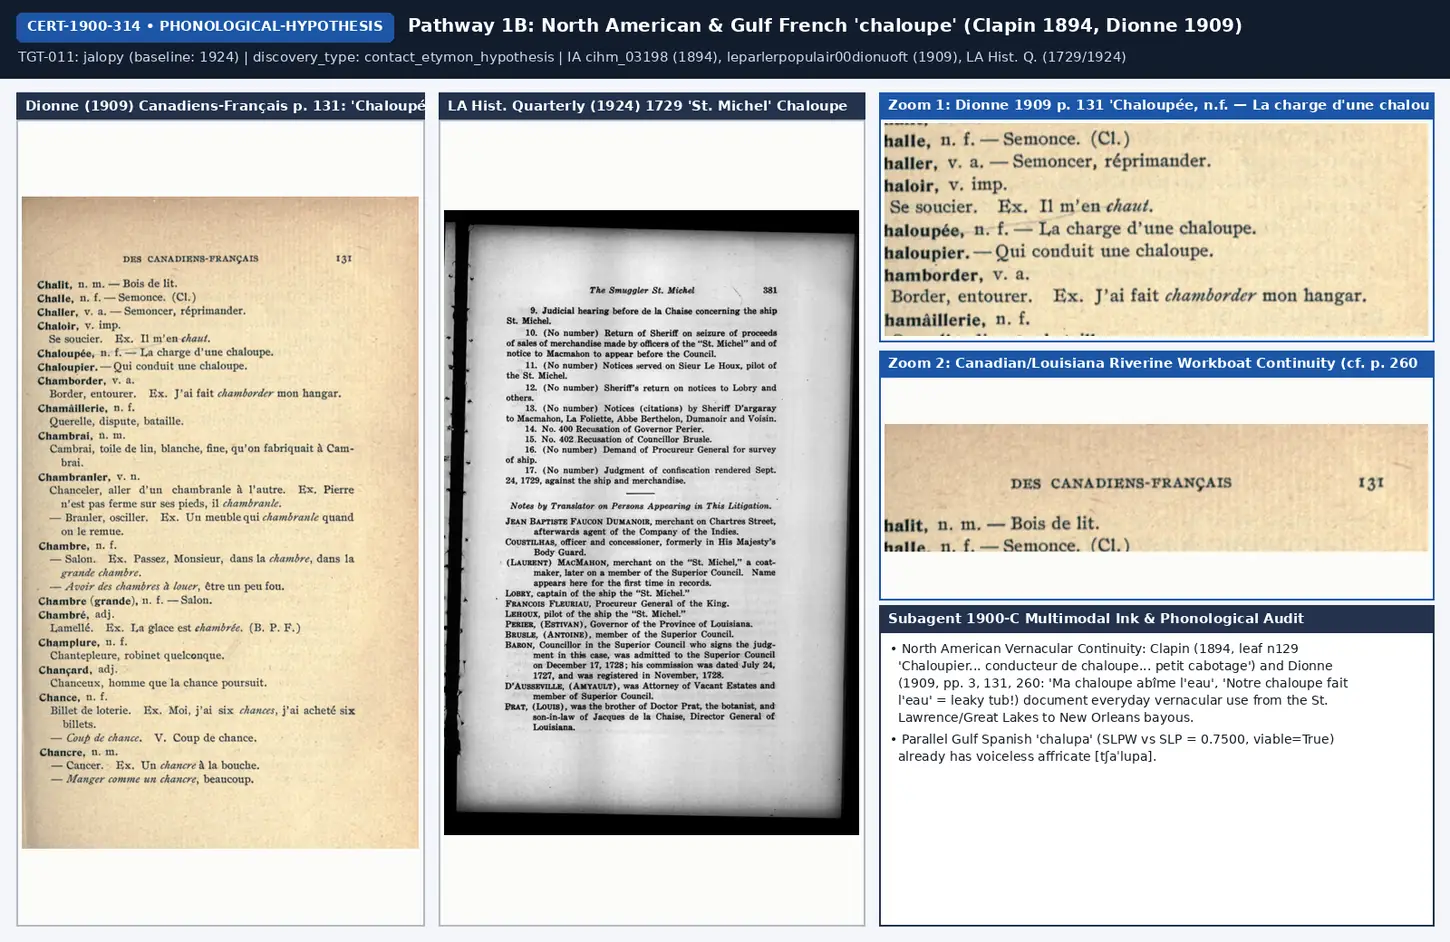 CERT-1900-314 • PHONOLOGICAL-HYPOTHESIS
Pathway 1B: North American & Gulf French 'chaloupe' (Clapin 1894, Dionne 1909)
TGT-011: jalopy (baseline: 1924) | discovery_type: contact_etymon_hypothesis | IA cihm_03198 (1894), leparlerpopulair00dionuoft (1909), LA Hist. Q. (1729/1924)
Dionne (1909) Canadiens-Français p. 131: 'Chaloupé
DES CANADIENS-FRANÇAIS 131
Chalit, n. m. — Bois de lit.
Challe, n. f. — Semonce. (Cl.)
Challer, v. a. — Semoncer, réprimander.
Chaloir, v. imp.
Se soucier. Ex. Il m'en chaut.
Chaloupée, n. f. — La charge d'une chaloupe.
Chaloupier. — Qui conduit une chaloupe.
Chamborder, v. a.
Border, entourer. Ex. J'ai fait chamborder mon hangar.
Chamâillerie, n. f.
Querelle, dispute, bataille.
Chambrai, n. m.
Cambrai, toile de lin, blanche, fine, qu'on fabriquait à Cam-
brai.
Chambranler, v. n.
Chanceler, aller d'un chambranle à l'autre. Ex. Pierre
n'est pas ferme sur ses pieds, il chambranle.
— Branler, osciller. Ex. Un meuble qui chambranle quand
on le remue.
Chambre, n. f.
— Salon. Ex. Passez, Monsieur, dans la chambre, dans la
grande chambre.
— Avoir des chambres à louer, être un peu fou.
Chambre (grande), n. f. — Salon.
Chambré, adj.
Lamellé. Ex. La glace est chambrée. (B. P. F.)
Champlure, n. f.
Chantepleure, robinet quelconque.
Chançard, adj.
Chanceux, homme que la chance poursuit.
Chance, n. f.
Billet de loterie. Ex. Moi, j'ai six chances, j'ai acheté six
billets.
— Coup de chance. V. Coup de chance.
Chancre, n. m.
— Cancer. Ex. Un chancre à la bouche.
— Manger comme un chancre, beaucoup.
LA Hist. Quarterly (1924) 1729 'St. Michel' Chaloupe
The Smuggler St. Michel 381
9. Judicial hearing before de la Chaise concerning the ship
St. Michel.
10. (No number) Return of Sheriff on seizure of proceeds
of sales of merchandise made by officers of the "St. Michel" and of
notice to Macmahon to appear before the Council.
11. (No number) Notices served on Sieur Le Houx, pilot of
the St. Michel.
12. (No number) Sheriff's return on notices to Lobry and
others.
13. (No number) Notices (citations) by Sheriff D'argaray
to Macmahon, La Foliette, Abbe Berthelon, Dumanoir and Voisin.
14. No. 400 Recusation of Governor Perier.
15. No. 402 Recusation of Councillor Brusle.
16. (No number) Demand of Procureur General for survey
of ship.
17. (No number) Judgment of confiscation rendered Sept.
24, 1729, against the ship and merchandise.
Notes by Translator on Persons Appearing in This Litigation.
JEAN BAPTISTE FAUCON DUMANOIR, merchant on Chartres Street,
afterwards agent of the Company of the Indies.
COUSTILHAS, officer and concessioner, formerly in His Majesty's
Body Guard.
(LAURENT) MACMAHON, merchant on the "St. Michel," a coat-
maker, later on a member of the Superior Council. Name
appears here for the first time in records.
LOBRY, captain of the ship the "St. Michel."
FRANCOIS FLEURIAU, Procureur General of the King.
LEHOUX, pilot of the ship the "St. Michel."
PERIER, (ESTIVAN), Governor of the Province of Louisiana.
BRUSLE, (ANTOINE), member of the Superior Council.
BARON, Councillor in the Superior Council who signs the judg-
ment in this case, was admitted to the Superior Council
on December 17, 1728; his commission was dated July 24,
1727, and was registered in November, 1728.
D'AUSSEVILLE, (AMYAULT), was Attorney of Vacant Estates and
member of Superior Council.
PRAT, (LOUIS), was the brother of Doctor Prat, the botanist, and
son-in-law of Jacques de la Chaise, Director General of
Louisiana.
Zoom 1: Dionne 1909 p. 131 'Chaloupée, n.f. — La charge d'une chalou
halle, n. f. — Semonce. (Cl.)
haller, v. a. — Semoncer, réprimander.
haloir, v. imp.
Se soucier. Ex. Il m'en chaut.
haloupée, n. f. — La charge d'une chaloupe.
haloupier. — Qui conduit une chaloupe.
hamborder, v. a.
Border, entourer. Ex. J'ai fait chamborder mon hangar.
hamâillerie, n. f.
Zoom 2: Canadian/Louisiana Riverine Workboat Continuity (cf. p. 260
DES CANADIENS-FRANÇAIS 131
halit, n. m. — Bois de lit.
halle, n. f. — Semonce. (Cl.)
Subagent 1900-C Multimodal Ink & Phonological Audit
• North American Vernacular Continuity: Clapin (1894, leaf n129
'Chaloupier... conducteur de chaloupe... petit cabotage') and Dionne
(1909, pp. 3, 131, 260: 'Ma chaloupe abîme l'eau', 'Notre chaloupe fait
l'eau' = leaky tub!) document everyday vernacular use from the St.
Lawrence/Great Lakes to New Orleans bayous.
• Parallel Gulf Spanish 'chalupa' (SLPW vs SLP = 0.7500, viable=True)
already has voiceless affricate [tʃaˈlupa].